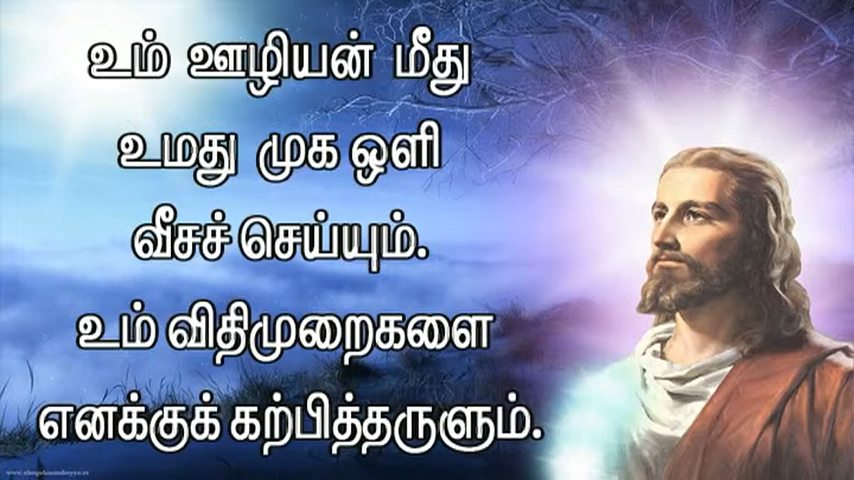 உம் ஊழியன் மீது
உமது முக ஒளி
வீசச் செய்யும்.
உம் விதிமுறைகளை
எனக்குக் கற்பித்தருளும்.